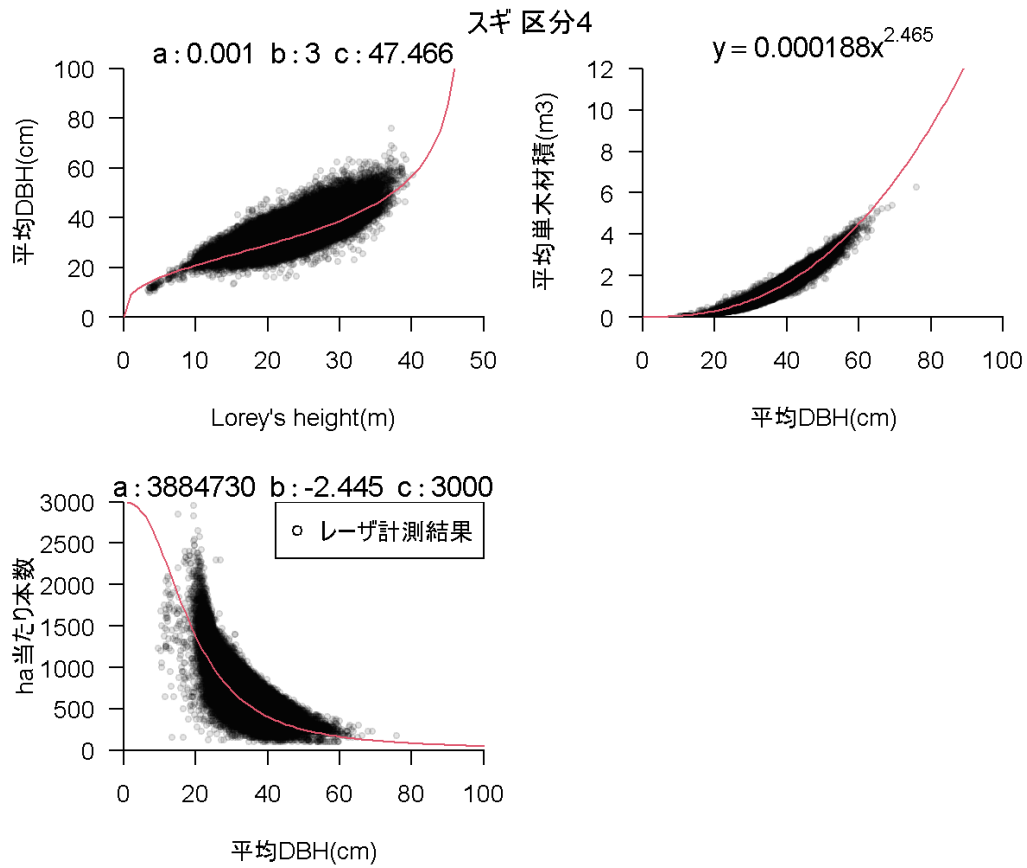 スギ 区分4
a : 0.001 b : 3 c : 47.466
平均DBH(cm)
100
80
60
40
20
0
0 10 20 30 40 50
Lorey's height(m)
y = 0.000188x^2.465
平均単木材積(m3)
12
10
8
6
4
2
0
0 20 40 60 80 100
平均DBH(cm)
a : 3884730 b : -2.445 c : 3000
ha当たり本数
3000
2500
2000
1500
1000
500
0
レーザ計測結果
0 20 40 60 80 100
平均DBH(cm)